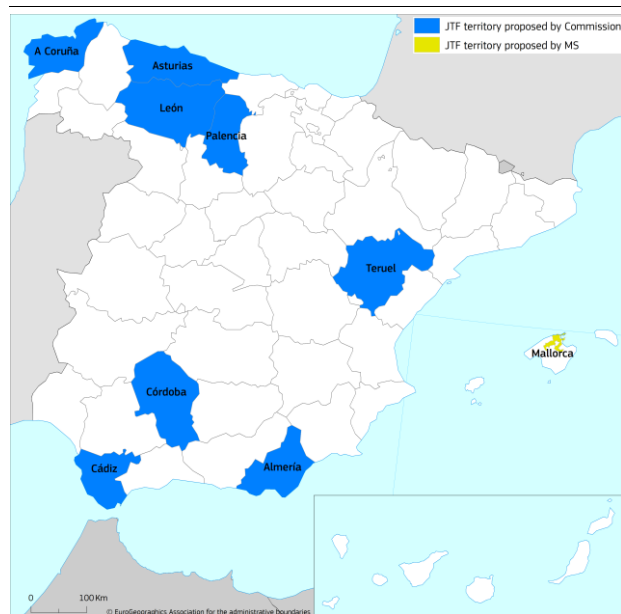 JTF territory proposed by Commission
JTF territory proposed by MS
A Coruña
Asturias
León
Palencia
Teruel
Mallorca
Córdoba
Cádiz
Almería
0 100 Km
© EuroGeographics Association for the administrative boundaries